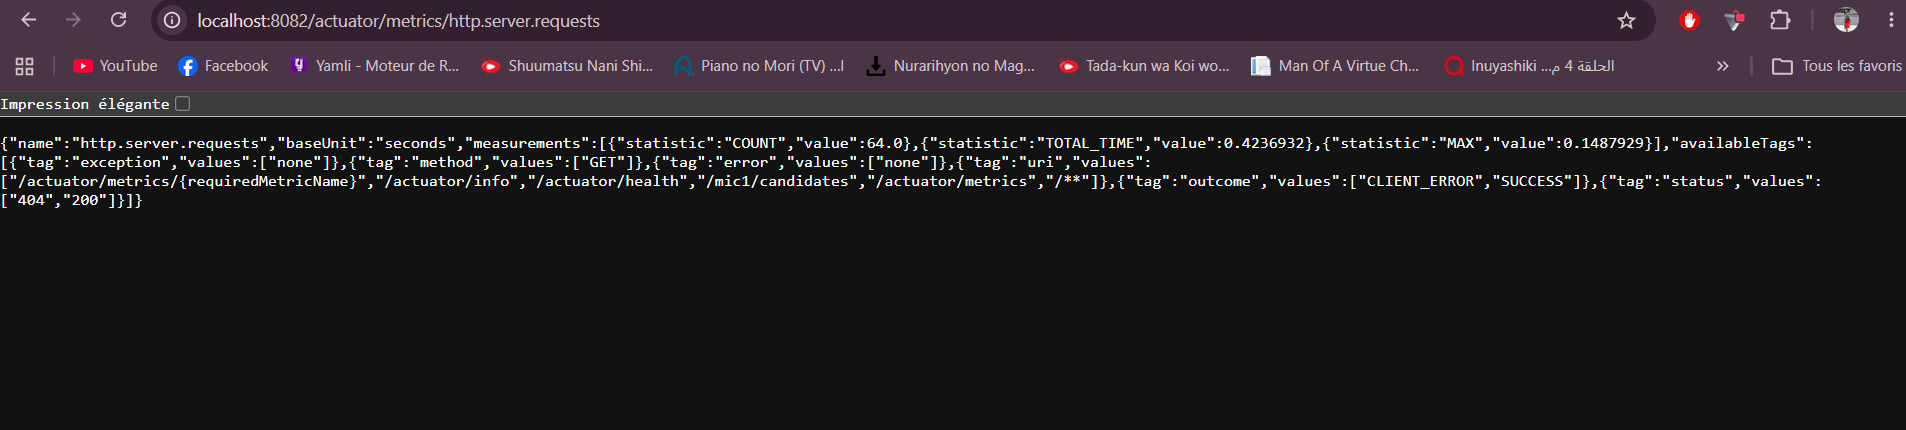 localhost:8082/actuator/metrics/http.server.requests
YouTube Facebook Yamli - Moteur de R... Shuumatsu Nani Shi... Piano no Mori (TV) ...ا Nurarihyon no Mag... Tada-kun wa Koi wo... Man Of A Virtue Ch... Inuyashiki الحلقة 4 م... » Tous les favoris
Impression élégante
{"name":"http.server.requests","baseUnit":"seconds","measurements":[{"statistic":"COUNT","value":64.0},{"statistic":"TOTAL_TIME","value":0.4236932},{"statistic":"MAX","value":0.1487929}],"availableTags":
[{"tag":"exception","values":["none"]},{"tag":"method","values":["GET"]},{"tag":"error","values":["none"]},{"tag":"uri","values":
["/actuator/metrics/{requiredMetricName}","/actuator/info","/actuator/health","/mic1/candidates","/actuator/metrics","/**"]},{"tag":"outcome","values":["CLIENT_ERROR","SUCCESS"]},{"tag":"status","values":
["404","200"]}]}